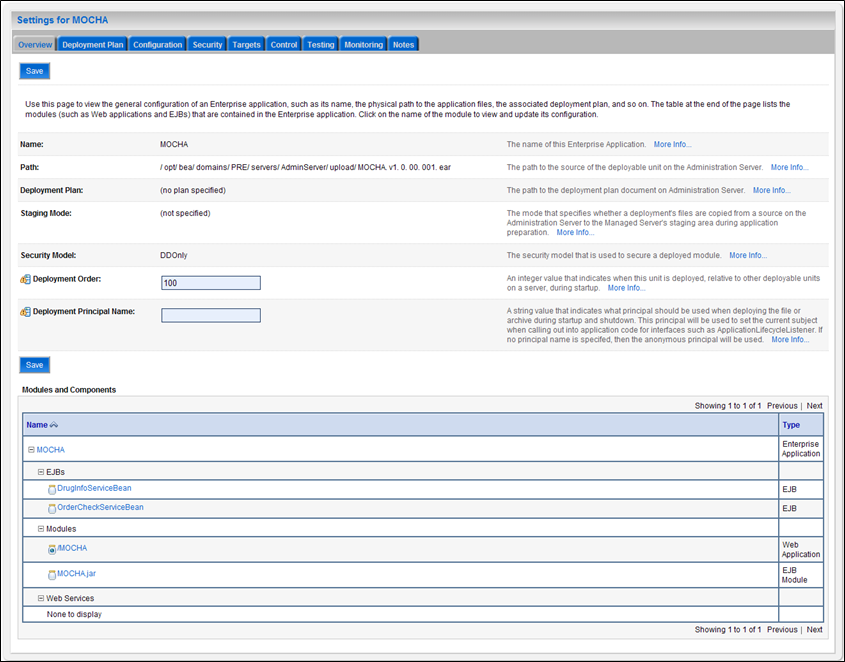 Settings for MOCHA
Overview Deployment Plan Configuration Security Targets Control Testing Monitoring Notes
Save
Use this page to view the general configuration of an Enterprise application, such as its name, the physical path to the application files, the associated deployment plan, and so on. The table at the end of the page lists the
modules (such as Web applications and EJBs) that are contained in the Enterprise application. Click on the name of the module to view and update its configuration.
Name: MOCHA The name of this Enterprise Application. More Info...
Path: / opt/ bea/ domains/ PRE/ servers/ AdminServer/ upload/ MOCHA. v1. 0. 00. 001. ear The path to the source of the deployable unit on the Administration Server. More Info...
Deployment Plan: (no plan specified) The path to the deployment plan document on Administration Server. More Info...
Staging Mode: (not specified) The mode that specifies whether a deployment's files are copied from a source on the
Administration Server to the Managed Server's staging area during application
preparation. More Info...
Security Model: DDOnly The security model that is used to secure a deployed module. More Info...
Deployment Order: 100 An integer value that indicates when this unit is deployed, relative to other deployable units
on a server, during startup. More Info...
Deployment Principal Name: A string value that indicates what principal should be used when deploying the file or
archive during startup and shutdown. This principal will be used to set the current subject
when calling out into application code for interfaces such as ApplicationLifecycleListener. If
no principal name is specifed, then the anonymous principal will be used. More Info...
Save
Modules and Components
Showing 1 to 1 of 1 Previous | Next
Name Type
MOCHA Enterprise
Application
EJBs
DrugInfoServiceBean EJB
OrderCheckServiceBean EJB
Modules
/MOCHA Web
Application
MOCHA.jar EJB
Module
Web Services
None to display
Showing 1 to 1 of 1 Previous | Next